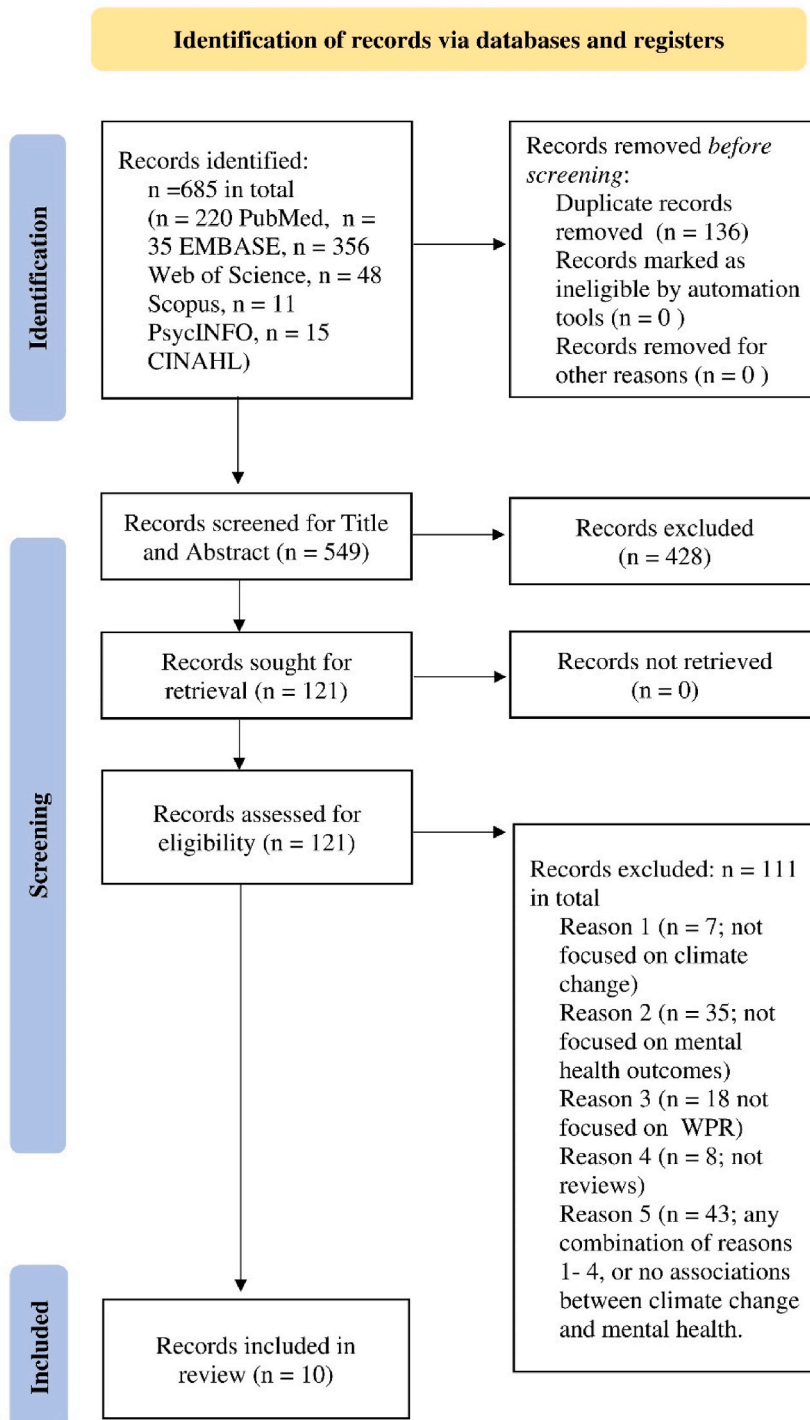 Identification of records via databases and registers
Identification
Records identified:
n =685 in total
(n = 220 PubMed, n =
35 EMBASE, n = 356
Web of Science, n = 48
Scopus, n = 11
PsycINFO, n = 15
CINAHL)
Records removed before
screening:
Duplicate records
removed (n = 136)
Records marked as
ineligible by automation
tools (n = 0 )
Records removed for
other reasons (n = 0 )
Screening
Records screened for Title
and Abstract (n = 549)
Records excluded
(n = 428)
Records sought for
retrieval (n = 121)
Records not retrieved
(n = 0)
Records assessed for
eligibility (n = 121)
Records excluded: n = 111
in total
Reason 1 (n = 7; not
focused on climate
change)
Reason 2 (n = 35; not
focused on mental
health outcomes)
Reason 3 (n = 18 not
focused on WPR)
Reason 4 (n = 8; not
reviews)
Reason 5 (n = 43; any
combination of reasons
1- 4, or no associations
between climate change
and mental health.
Included
Records included in
review (n = 10)